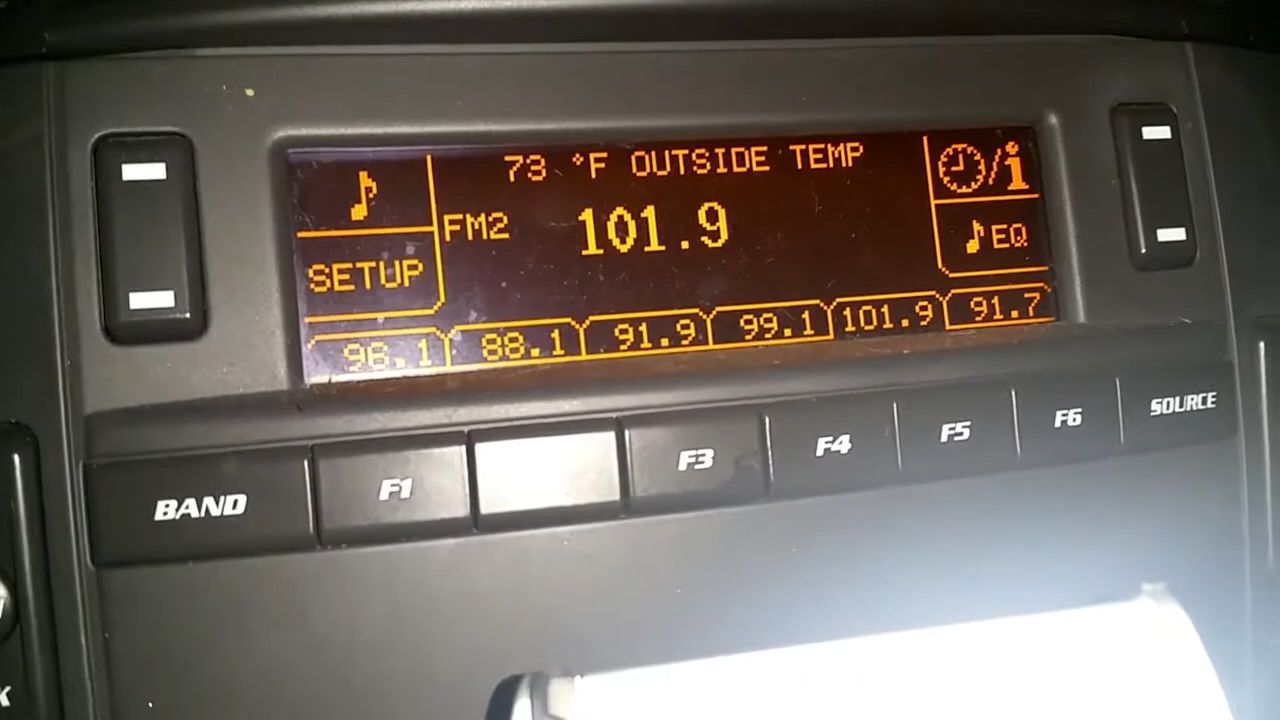 73 °F OUTSIDE TEMP
FM2 101.9
SETUP
i
EQ
96.1 88.1 91.9 99.1 101.9 91.7
BAND F1 F3 F4 F5 F6 SOURCE
K